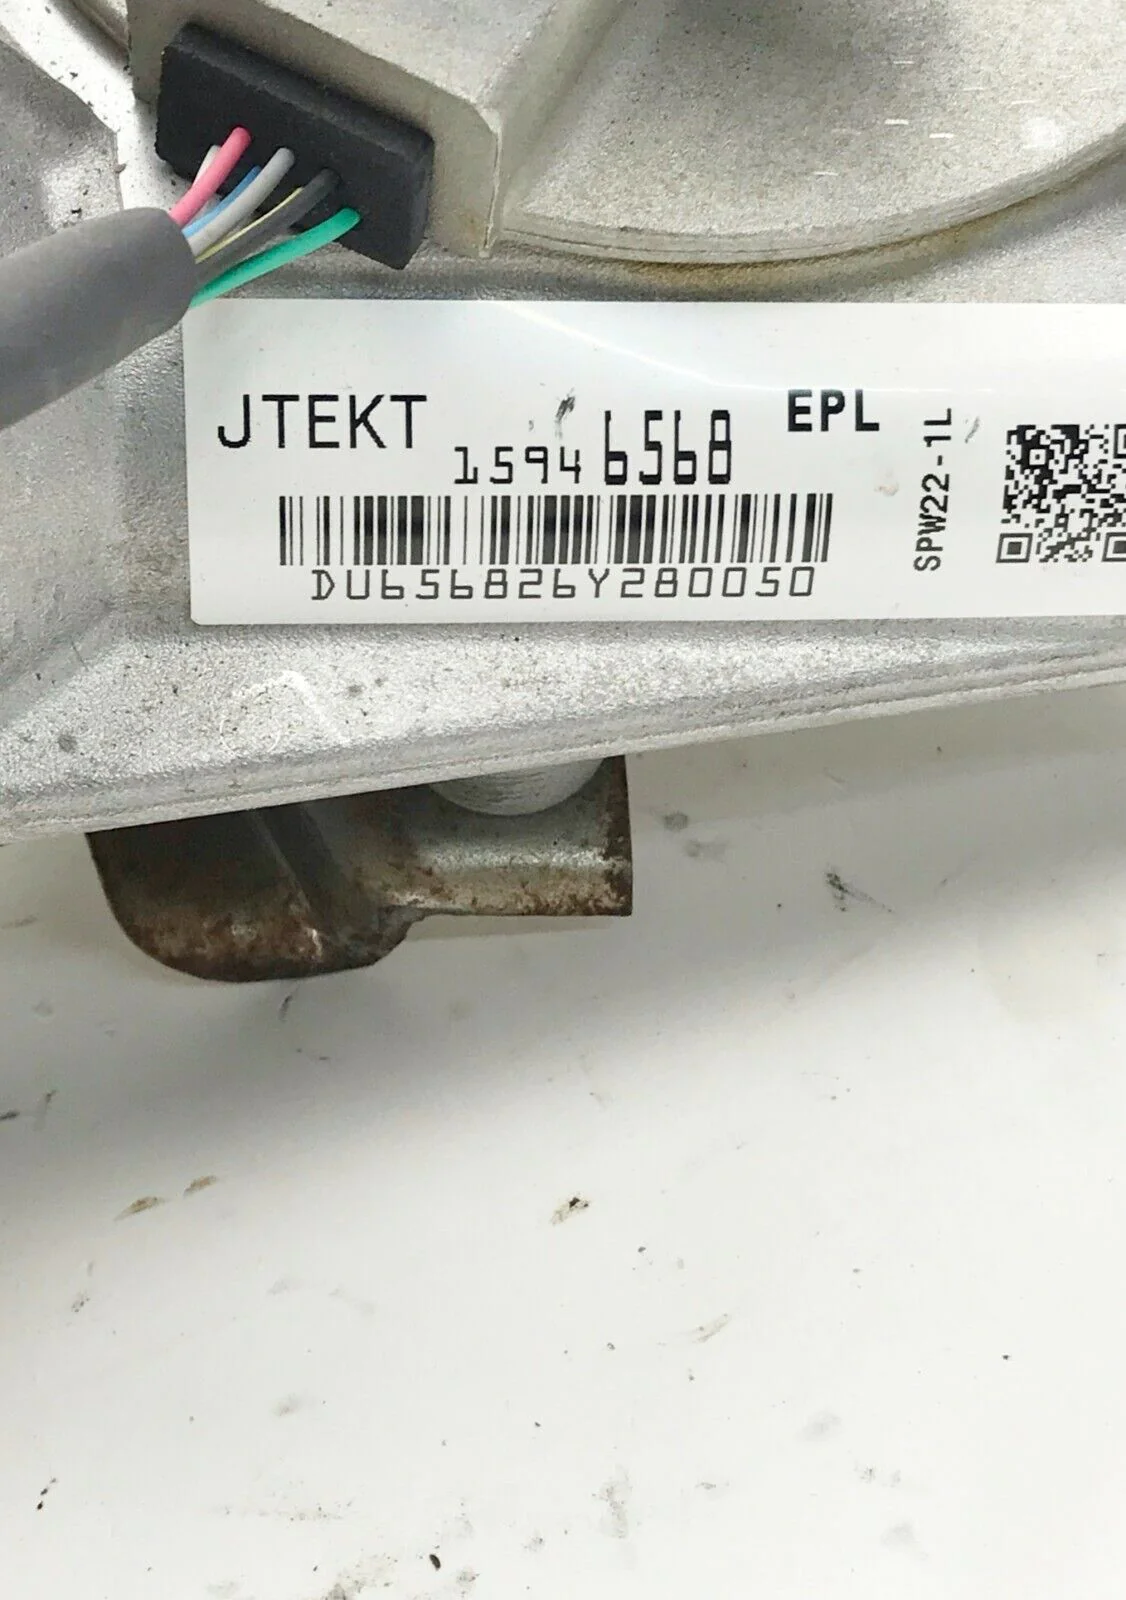 JTEKT
15946568
EPL
SPW22-1L
DU656826Y280050